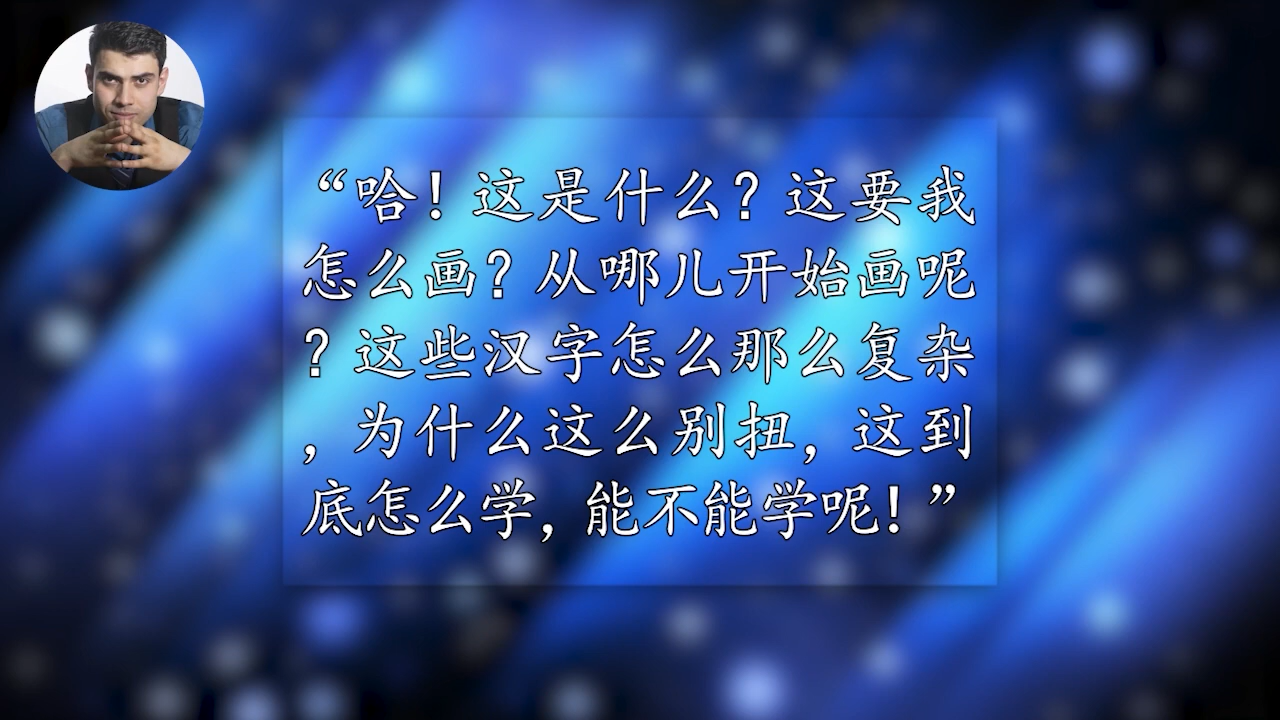 “哈！这是什么？这要我
怎么画？从哪儿开始画呢
？这些汉字怎么那么复杂
，为什么这么别扭，这到
底怎么学，能不能学呢！”